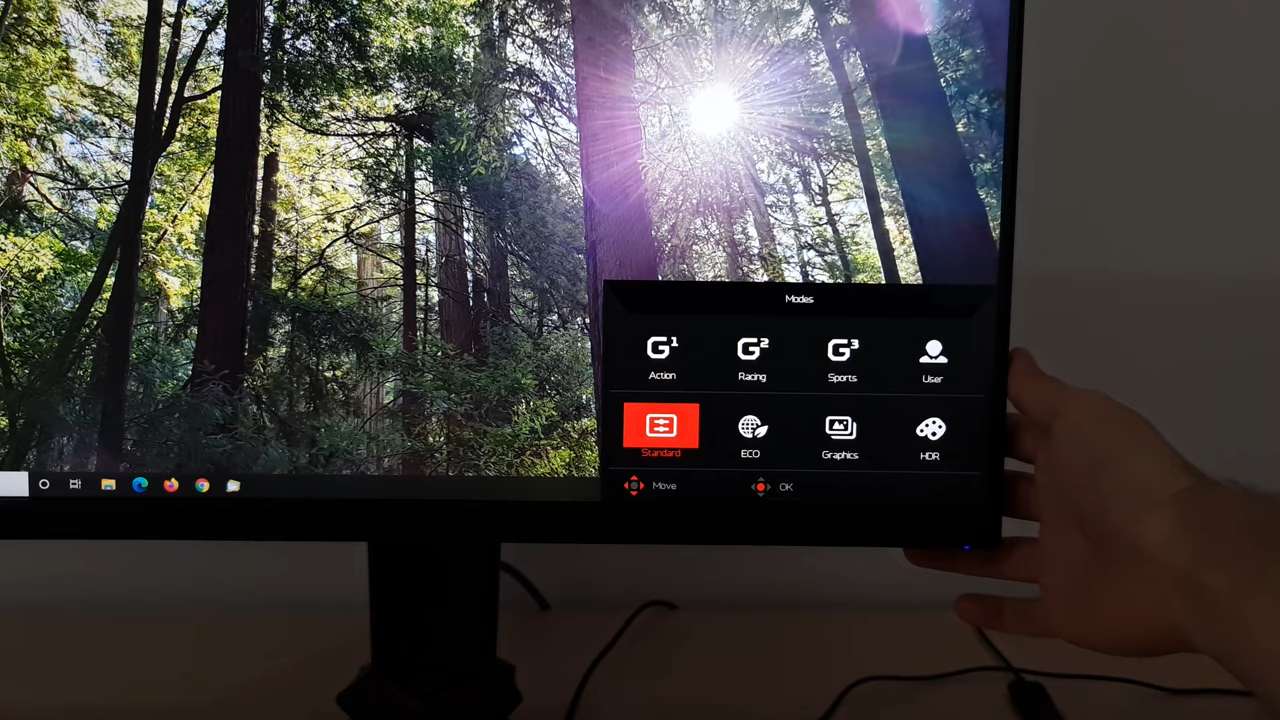 Modes
G¹ G² G³
Action Racing Sports User
Standard ECO Graphics HDR
Move OK